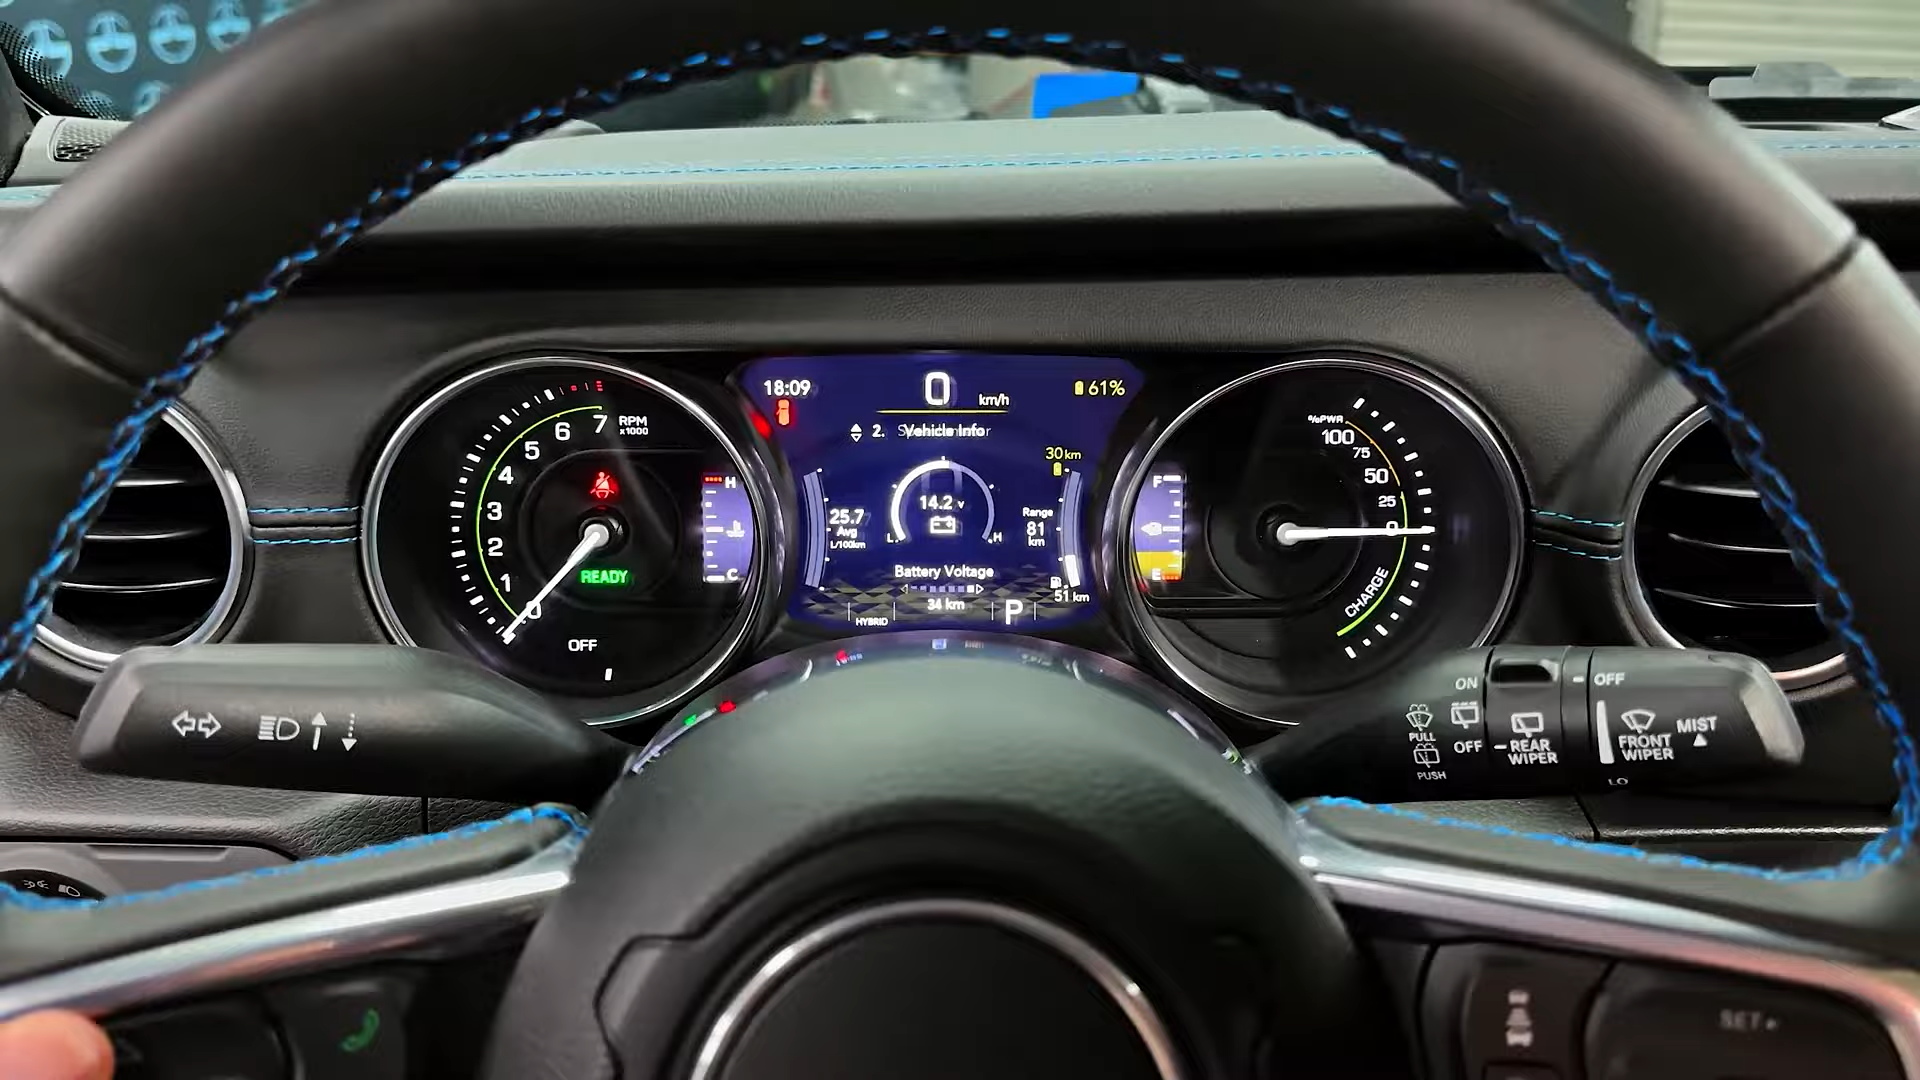 18:09
0 km/h
61%
2. Vehicle Info
7 RPM
x1000
6
5
4
3
2
1
0
READY
OFF
H
C
25.7
Avg
L/100km
14.2 v
L H
Battery Voltage
34 km
HYBRID
P
30 km
Range
81
km
51 km
F
E
%PWR
100
75
50
25
0
CHARGE
ON
OFF
PULL
PUSH
REAR
WIPER
OFF
FRONT
WIPER
MIST
LO
SET